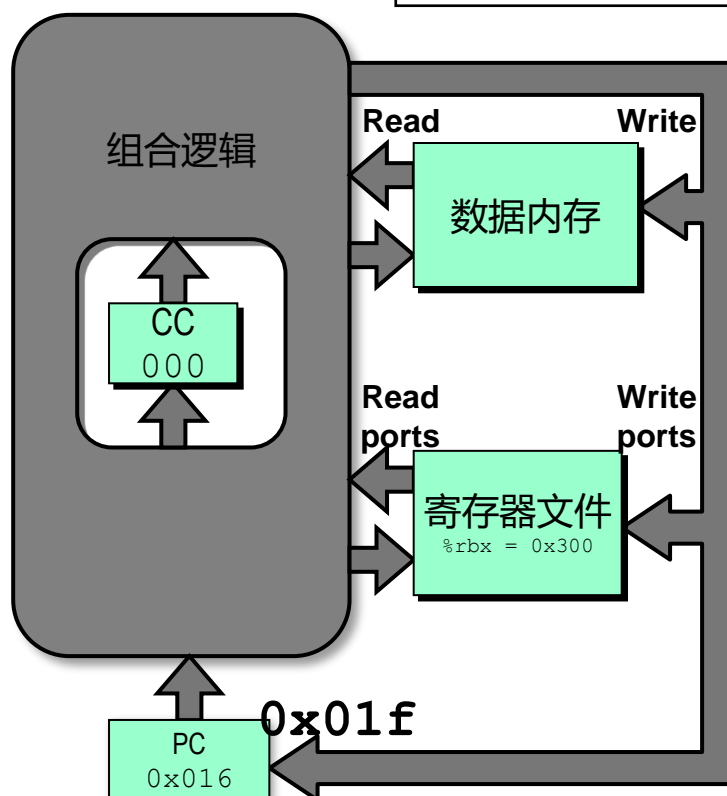 组合逻辑
Read
Write
数据内存
CC
000
Read
ports
Write
ports
寄存器文件
%rbx = 0x300
0x01f
PC
0x016